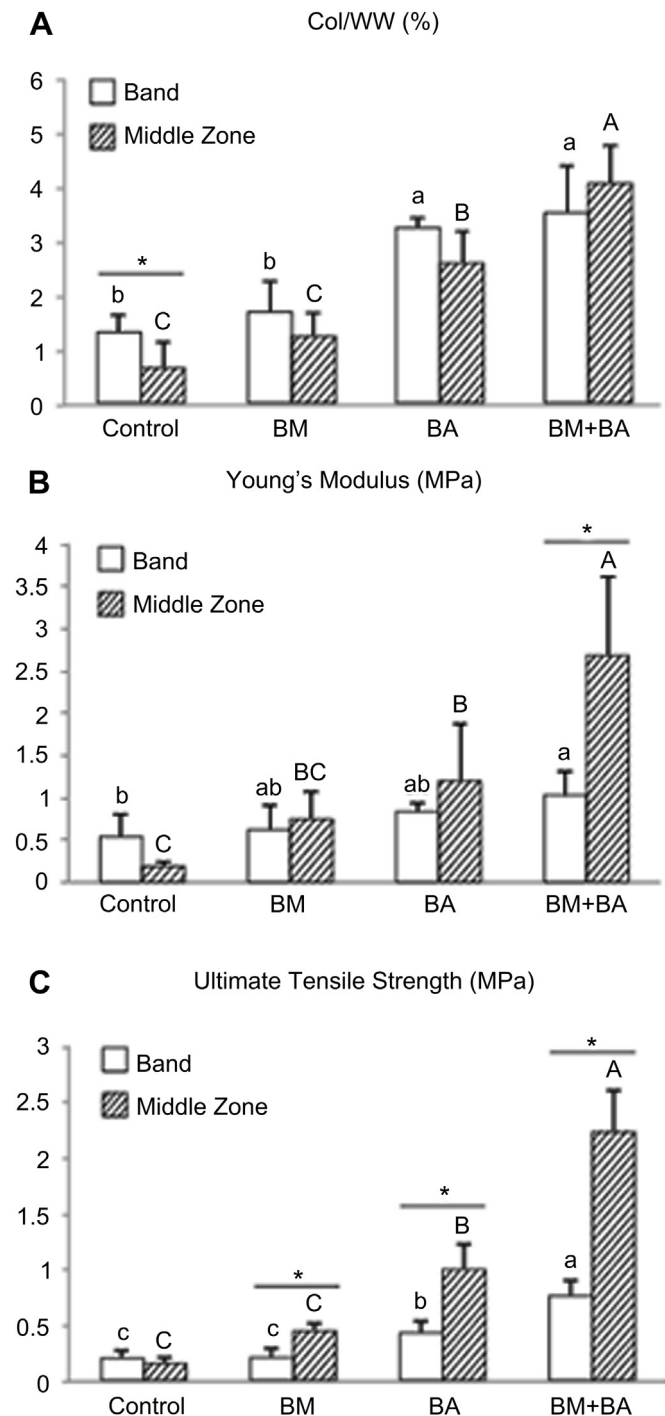 A
Col/WW (%)
6
5
4
3
2
1
0
Band
Middle Zone
*
b
C
b
C
a
B
a
A
Control
BM
BA
BM+BA
B
Young’s Modulus (MPa)
4
3.5
3
2.5
2
1.5
1
0.5
0
Band
Middle Zone
b
C
ab
BC
ab
B
*
a
A
Control
BM
BA
BM+BA
C
Ultimate Tensile Strength (MPa)
3
2.5
2
1.5
1
0.5
0
Band
Middle Zone
c
C
*
c
C
*
b
B
*
a
A
Control
BM
BA
BM+BA